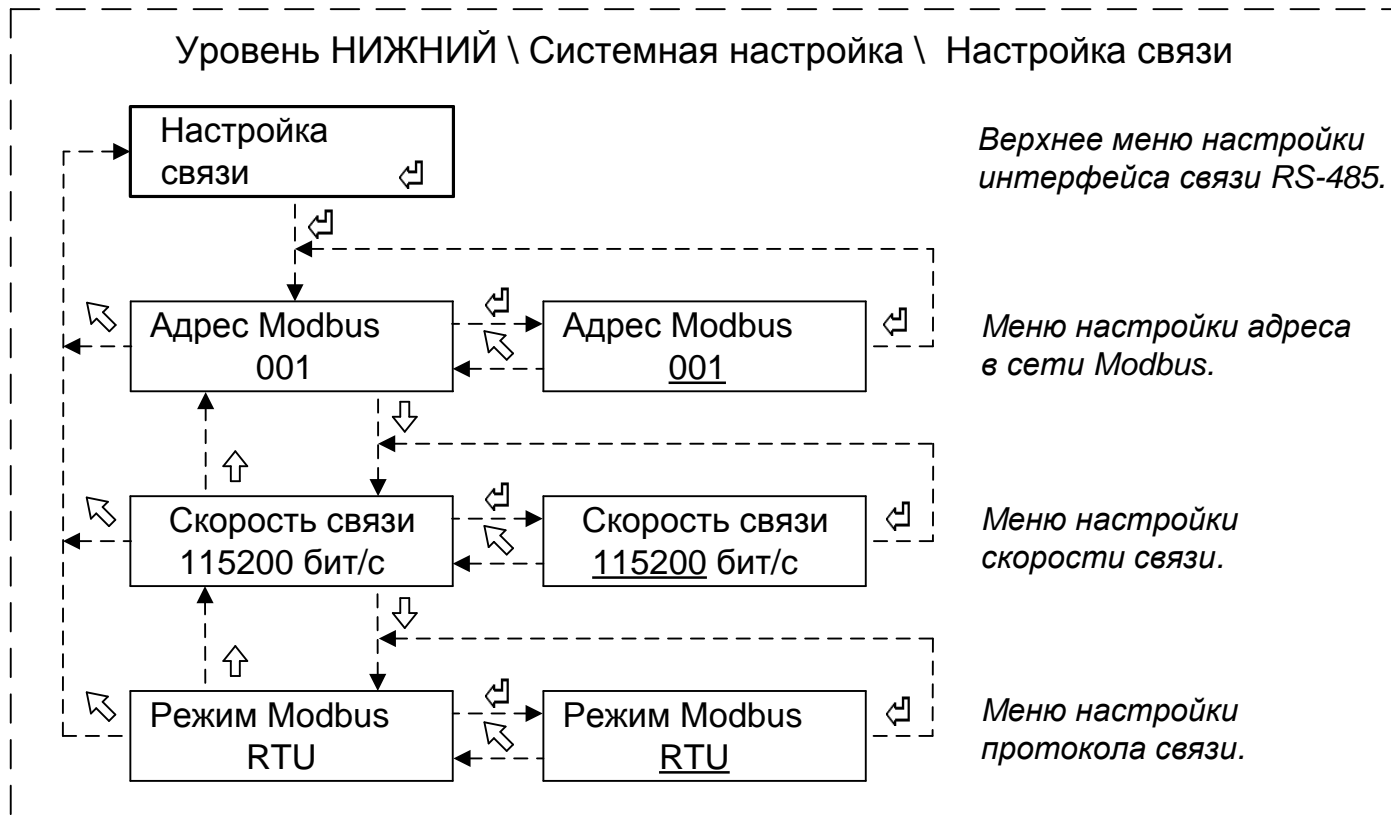 Уровень НИЖНИЙ \ Системная настройка \ Настройка связи
Настройка
связи
Верхнее меню настройки
интерфейса связи RS-485.
Адрес Modbus
001
Адрес Modbus
001
Меню настройки адреса
в сети Modbus.
Скорость связи
115200 бит/с
Скорость связи
115200 бит/с
Меню настройки
скорости связи.
Режим Modbus
RTU
Режим Modbus
RTU
Меню настройки
протокола связи.